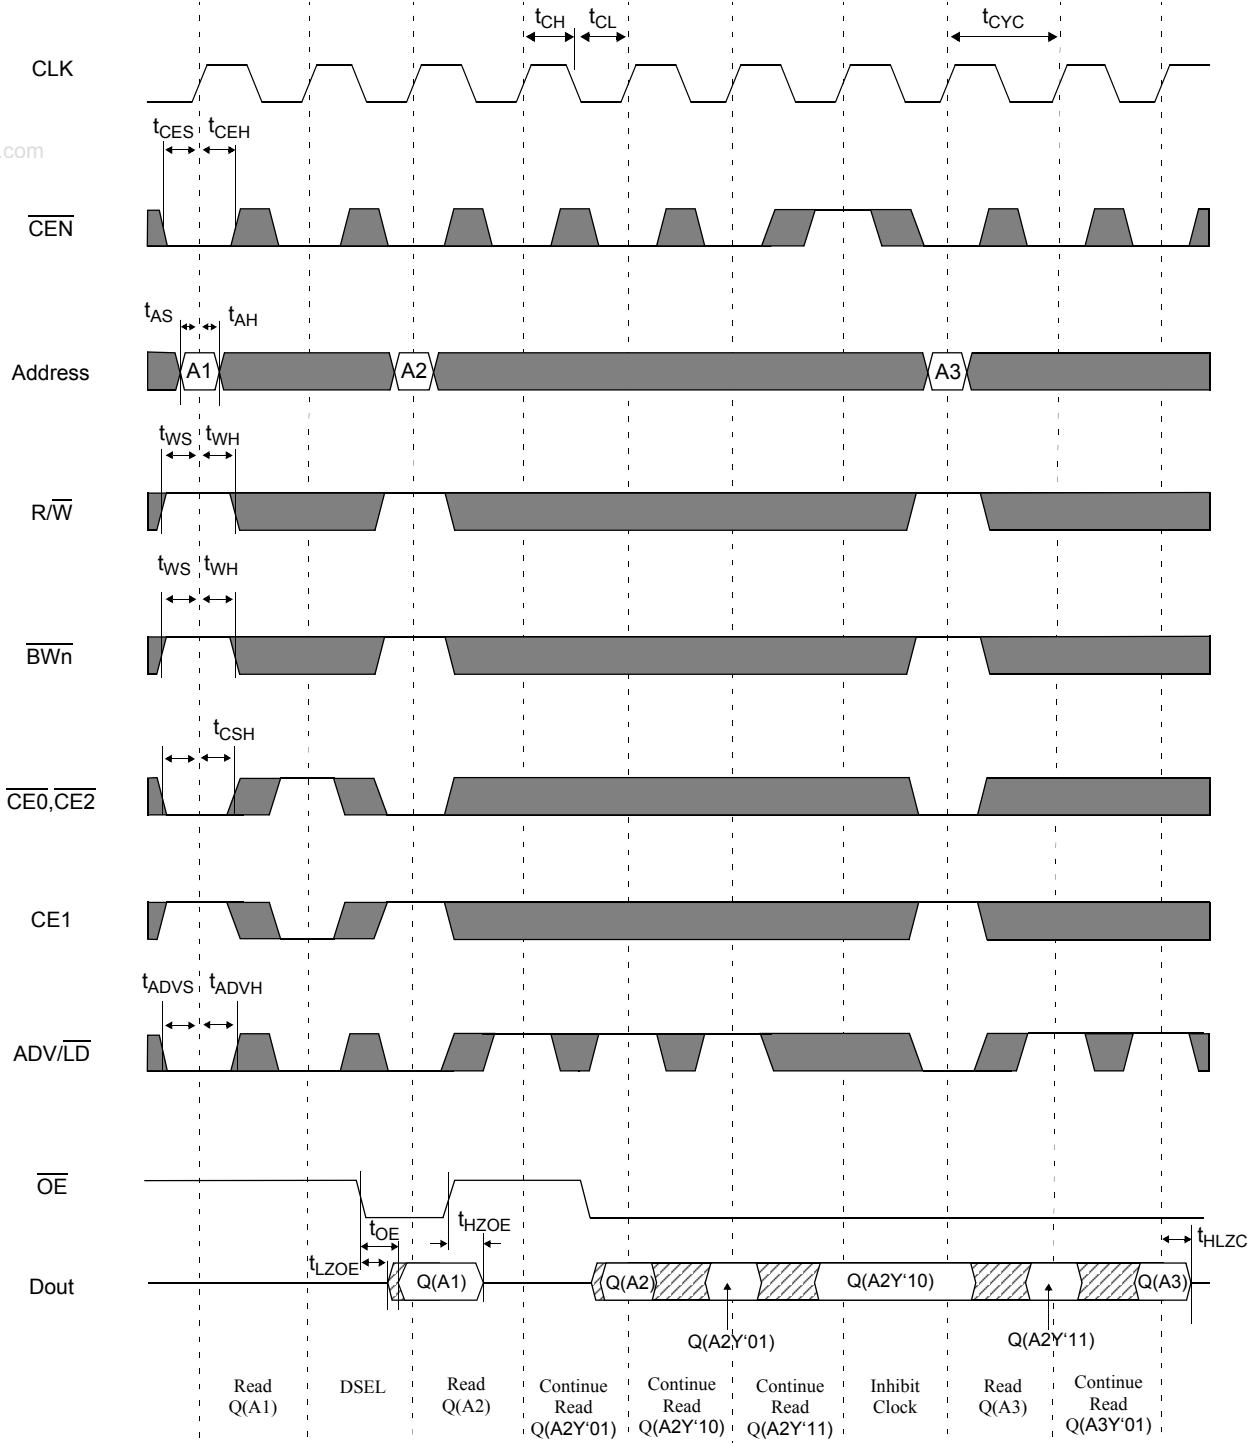 tCH tCL tCYC
CLK
tCES tCEH
.com
CEN
tAS tAH
Address A1 A2 A3
tWS tWH
R/W
tWS tWH
BWn
tCSH
CE0,CE2
CE1
tADVS tADVH
ADV/LD
OE
tOE tHZOE tHLZC
tLZOE
Dout Q(A1) Q(A2) Q(A2Y‘10) Q(A3)
Q(A2Y‘01) Q(A2Y‘11)
Read DSEL Read Continue Continue Continue Inhibit Read Continue
Q(A1) Q(A2) Read Read Read Clock Q(A3) Read
Q(A2Y‘01) Q(A2Y‘10) Q(A2Y‘11) Q(A3Y‘01)